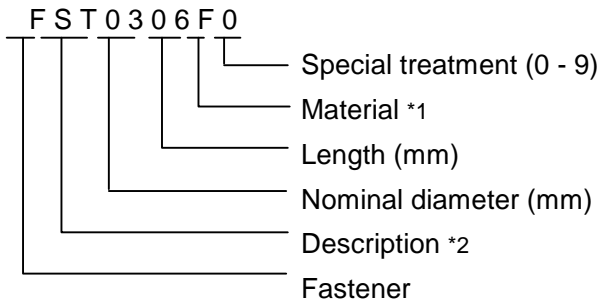 F S T 0 3 0 6 F 0
Special treatment (0 - 9)
Material *1
Length (mm)
Nominal diameter (mm)
Description *2
Fastener